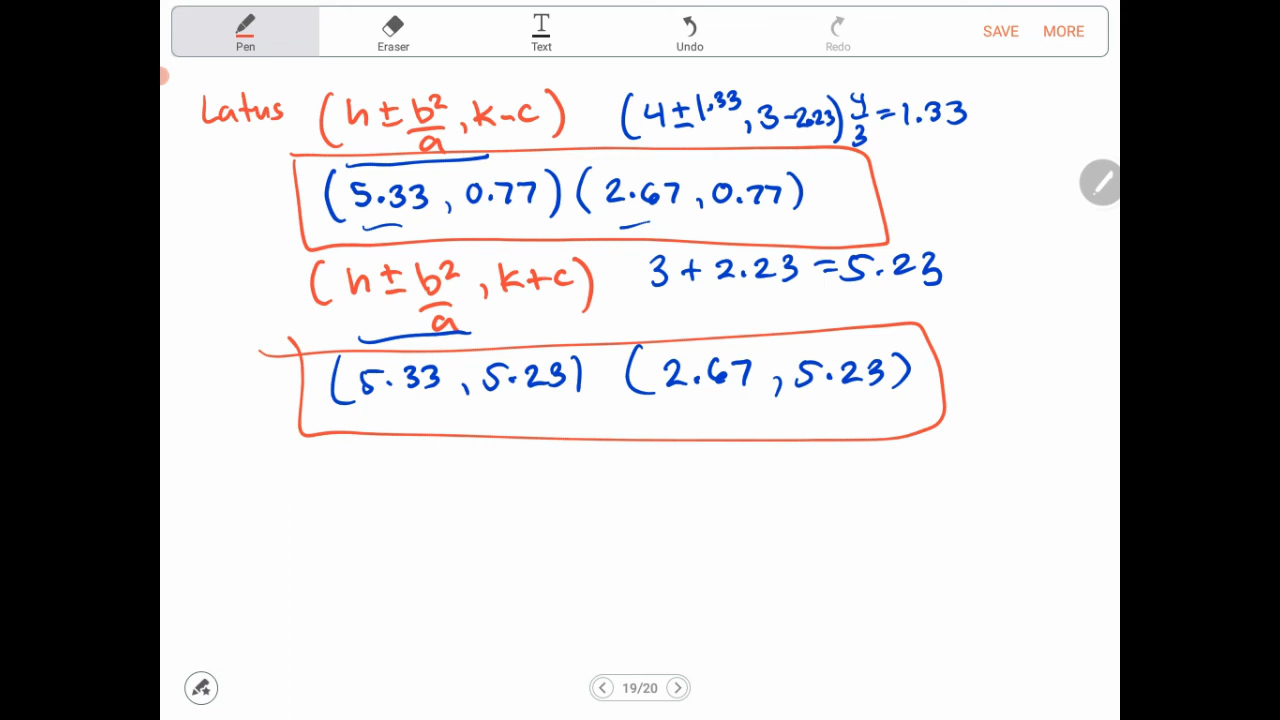 Pen Eraser Text Undo Redo SAVE MORE
Latus (h ± b²/a, k - c) (4 ± 1.33, 3 - 2.23) 4/3 = 1.33
(5.33, 0.77) (2.67, 0.77)
(h ± b²/a, k + c) 3 + 2.23 = 5.23
(5.33, 5.23) (2.67, 5.23)
19/20